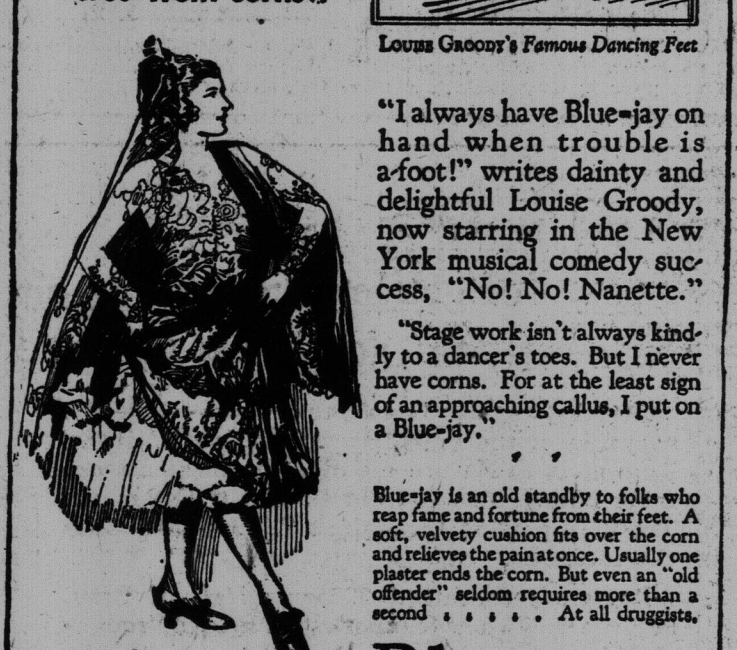 from corns.
Louise Groody's Famous Dancing Feet
“I always have Blue=jay on
hand when trouble is
a-foot!” writes dainty and
delightful Louise Groody,
now starring in the New
York musical comedy suc-
cess, “No! No! Nanette.”
“Stage work isn't always kind-
ly to a dancer's toes. But I never
have corns. For at the least sign
of an approaching callus, I put on
a Blue=jay.”
Blue=jay is an old standby to folks who
reap fame and fortune from their feet. A
soft, velvety cushion fits over the corn
and relieves the pain at once. Usually one
plaster ends the corn. But even an “old
offender” seldom requires more than a
second . . . . . At all druggists.